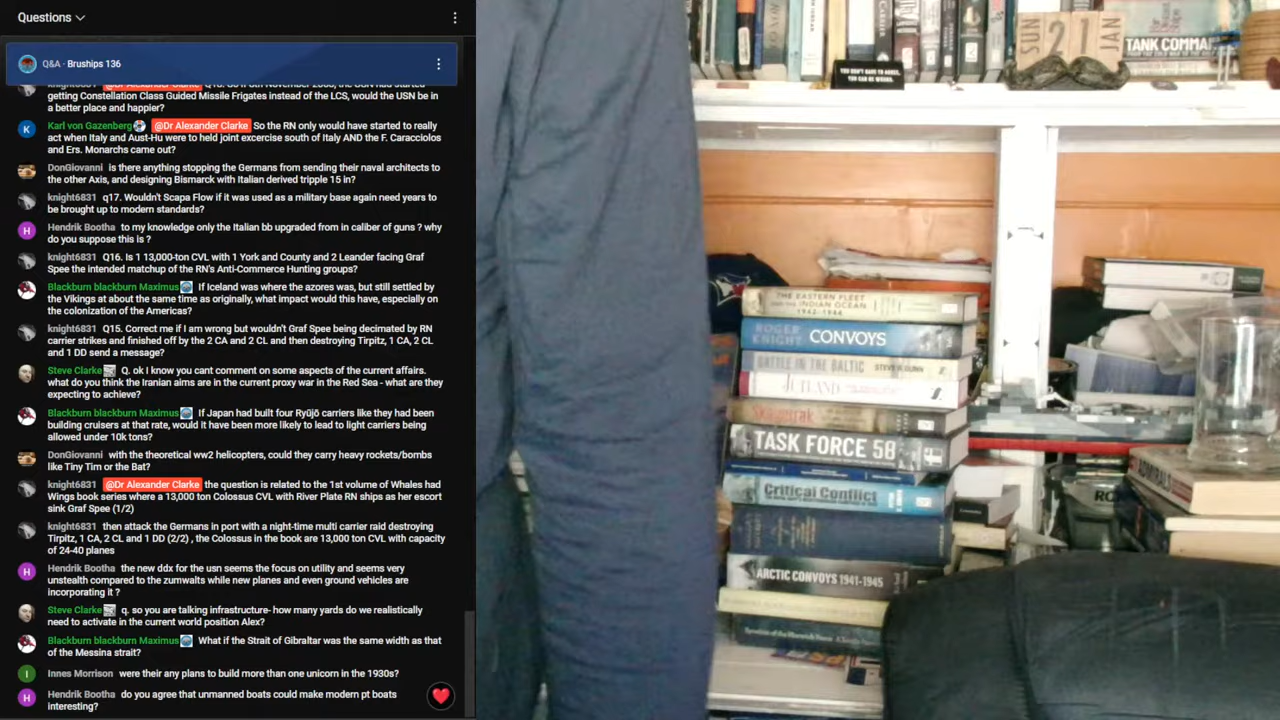 Questions
Q&A · Bruships 136
getting Constellation Class Guided Missile Frigates instead of the LCS, would the USN be in
a better place and happier?
Karl von Gazenberg @Dr Alexander Clarke So the RN only would have started to really
act when Italy and Aust-Hu were to held joint excercise south of Italy AND the F. Caracciolos
and Ers. Monarchs came out?
DonGiovanni is there anything stopping the Germans from sending their naval architects to
the other Axis, and designing Bismarck with Italian derived tripple 15 in?
knight6831 q17. Wouldn't Scapa Flow if it was used as a military base again need years to
be brought up to modern standards?
Hendrik Bootha to my knowledge only the Italian bb upgraded from in caliber of guns ? why
do you suppose this is ?
knight6831 Q16. Is 1 13,000-ton CVL with 1 York and County and 2 Leander facing Graf
Spee the intended matchup of the RN's Anti-Commerce Hunting groups?
Blackburn blackburn Maximus If Iceland was where the azores was, but still settled by
the Vikings at about the same time as originally, what impact would this have, especially on
the colonization of the Americas?
knight6831 Q15. Correct me if I am wrong but wouldn't Graf Spee being decimated by RN
carrier strikes and finished off by the 2 CA and 2 CL and then destroying Tirpitz, 1 CA, 2 CL
and 1 DD send a message?
Steve Clarke Q. ok I know you cant comment on some aspects of the current affairs.
what do you think the Iranian aims are in the current proxy war in the Red Sea - what are they
expecting to achieve?
Blackburn blackburn Maximus If Japan had built four Ryūjō carriers like they had been
building cruisers at that rate, would it have been more likely to lead to light carriers being
allowed under 10k tons?
DonGiovanni with the theoretical ww2 helicopters, could they carry heavy rockets/bombs
like Tiny Tim or the Bat?
knight6831 @Dr Alexander Clarke the question is related to the 1st volume of Whales had
Wings book series where a 13,000 ton Colossus CVL with River Plate RN ships as her escort
sink Graf Spee (1/2)
knight6831 then attack the Germans in port with a night-time multi carrier raid destroying
Tirpitz, 1 CA, 2 CL and 1 DD (2/2) , the Colossus in the book are 13,000 ton CVL with capacity
of 24-40 planes
Hendrik Bootha the new ddx for the usn seems the focus on utility and seems very
unstealth compared to the zumwalts while new planes and even ground vehicles are
incorporating it ?
Steve Clarke q. so you are talking infrastructure- how many yards do we realistically
need to activate in the current world position Alex?
Blackburn blackburn Maximus What if the Strait of Gibraltar was the same width as that
of the Messina strait?
Innes Morrison were their any plans to build more than one unicorn in the 1930s?
Hendrik Bootha do you agree that unmanned boats could make modern pt boats
interesting?
SUN 21 JAN
TANK COMMA
YOU DON'T HAVE TO AGREE,
YOU CAN BE WRONG.
THE EASTERN FLEET
AND THE
INDIAN OCEAN
1942-1944
ROGER
KNIGHT CONVOYS
BATTLE IN THE BALTIC STEVE R DUNN
JUTLAND
Skagerrak
TASK FORCE 58
Critical Conflict
ARCTIC CONVOYS 1941-1945
ADMIRALS